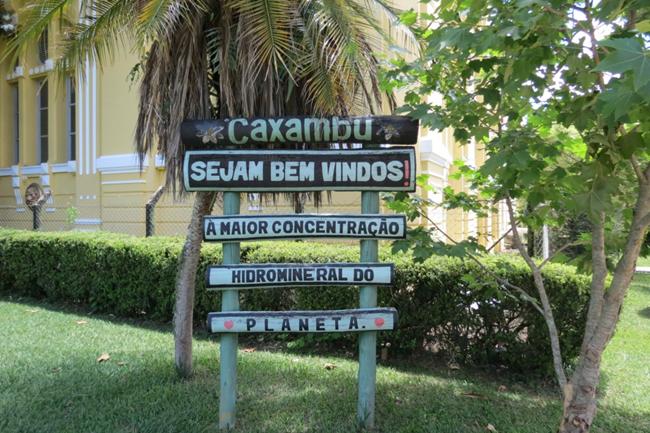 CAXAMBU
SEJAM BEM VINDOS!
A MAIOR CONCENTRAÇÃO
HIDROMINERAL DO
PLANETA.